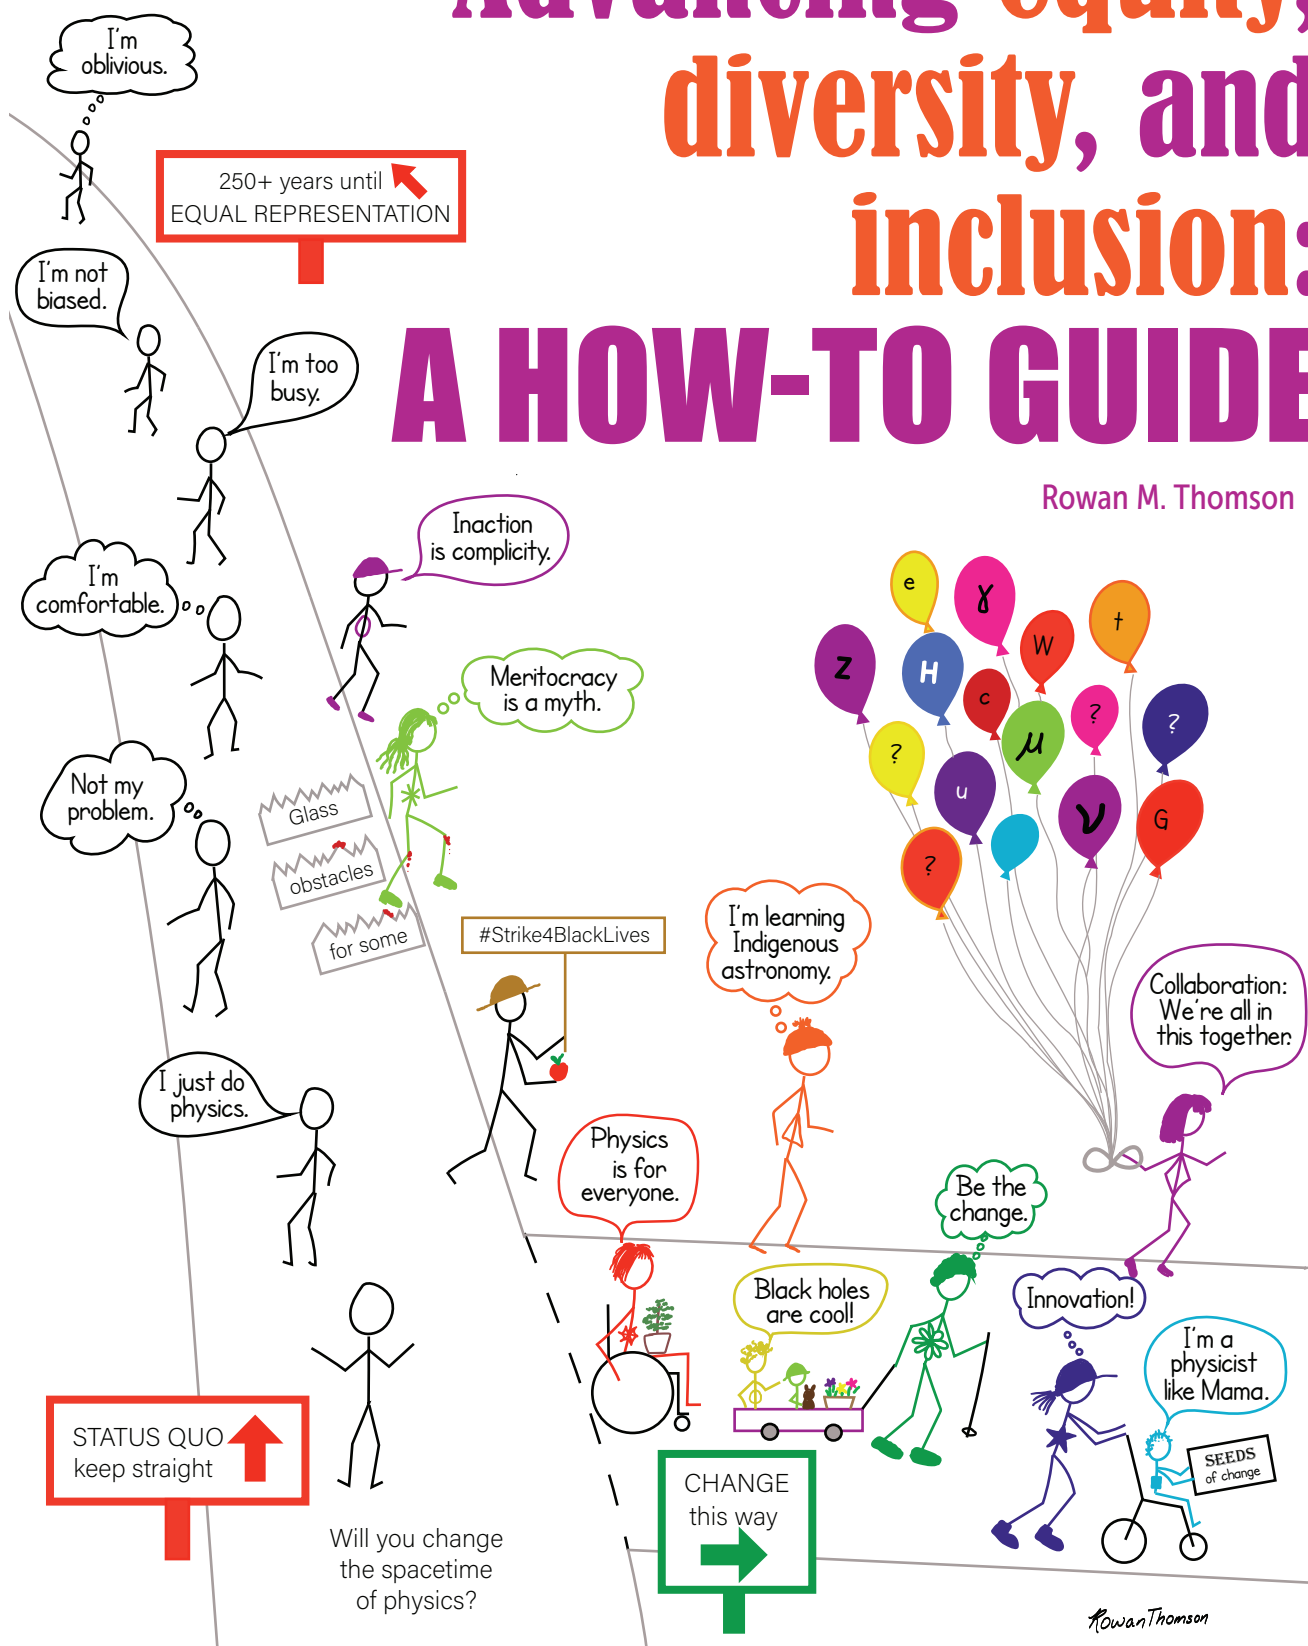 Advancing equity,
diversity, and
inclusion:
A HOW-TO GUIDE
Rowan M. Thomson
I'm
oblivious.
250+ years until
EQUAL REPRESENTATION
I'm not
biased.
I'm too
busy.
Inaction
is complicity.
I'm
comfortable.
Meritocracy
is a myth.
Not my
problem.
Glass
obstacles
for some
#Strike4BlackLives
e
γ
W
t
Z
H
c
?
?
μ
?
u
ν
G
?
I'm learning
Indigenous
astronomy.
Collaboration:
We're all in
this together.
I just do
physics.
Physics
is for
everyone.
Be the
change.
Black holes
are cool!
Innovation!
I'm a
physicist
like Mama.
SEEDS
of change
STATUS QUO
keep straight
CHANGE
this way
Will you change
the spacetime
of physics?
Rowan Thomson